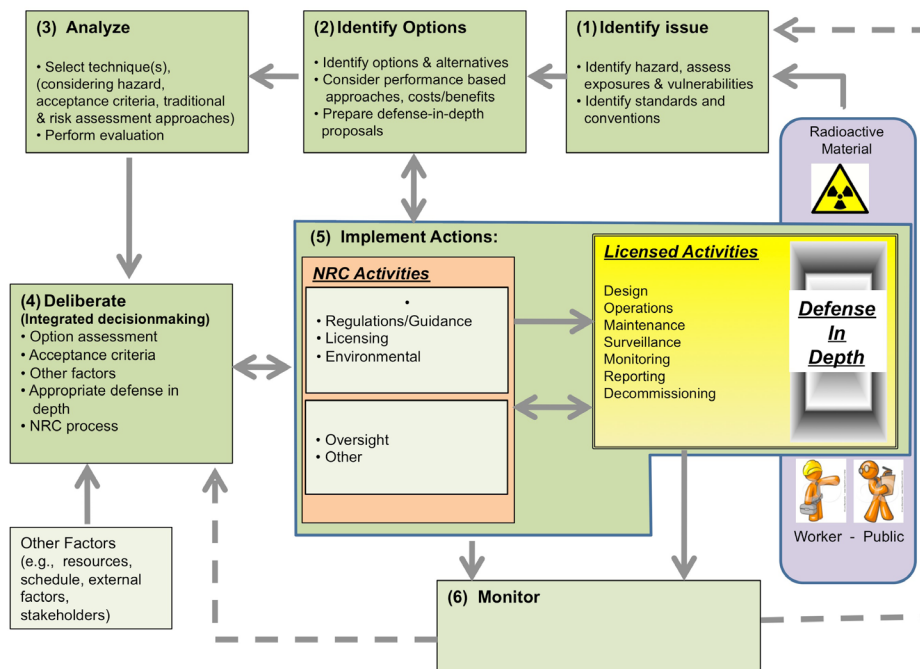 (3) Analyze
• Select technique(s),
(considering hazard,
acceptance criteria, traditional
& risk assessment approaches)
• Perform evaluation
(2) Identify Options
• Identify options & alternatives
• Consider performance based
approaches, costs/benefits
• Prepare defense-in-depth
proposals
(1) Identify issue
• Identify hazard, assess
exposures & vulnerabilities
• Identify standards and
conventions
Radioactive
Material
(4) Deliberate
(Integrated decisionmaking)
• Option assessment
• Acceptance criteria
• Other factors
• Appropriate defense in
depth
• NRC process
(5) Implement Actions:
NRC Activities
•
• Regulations/Guidance
• Licensing
• Environmental
• Oversight
• Other
Licensed Activities
Design
Operations
Maintenance
Surveillance
Monitoring
Reporting
Decommissioning
Defense
In
Depth
Worker - Public
Other Factors
(e.g., resources,
schedule, external
factors,
stakeholders)
(6) Monitor